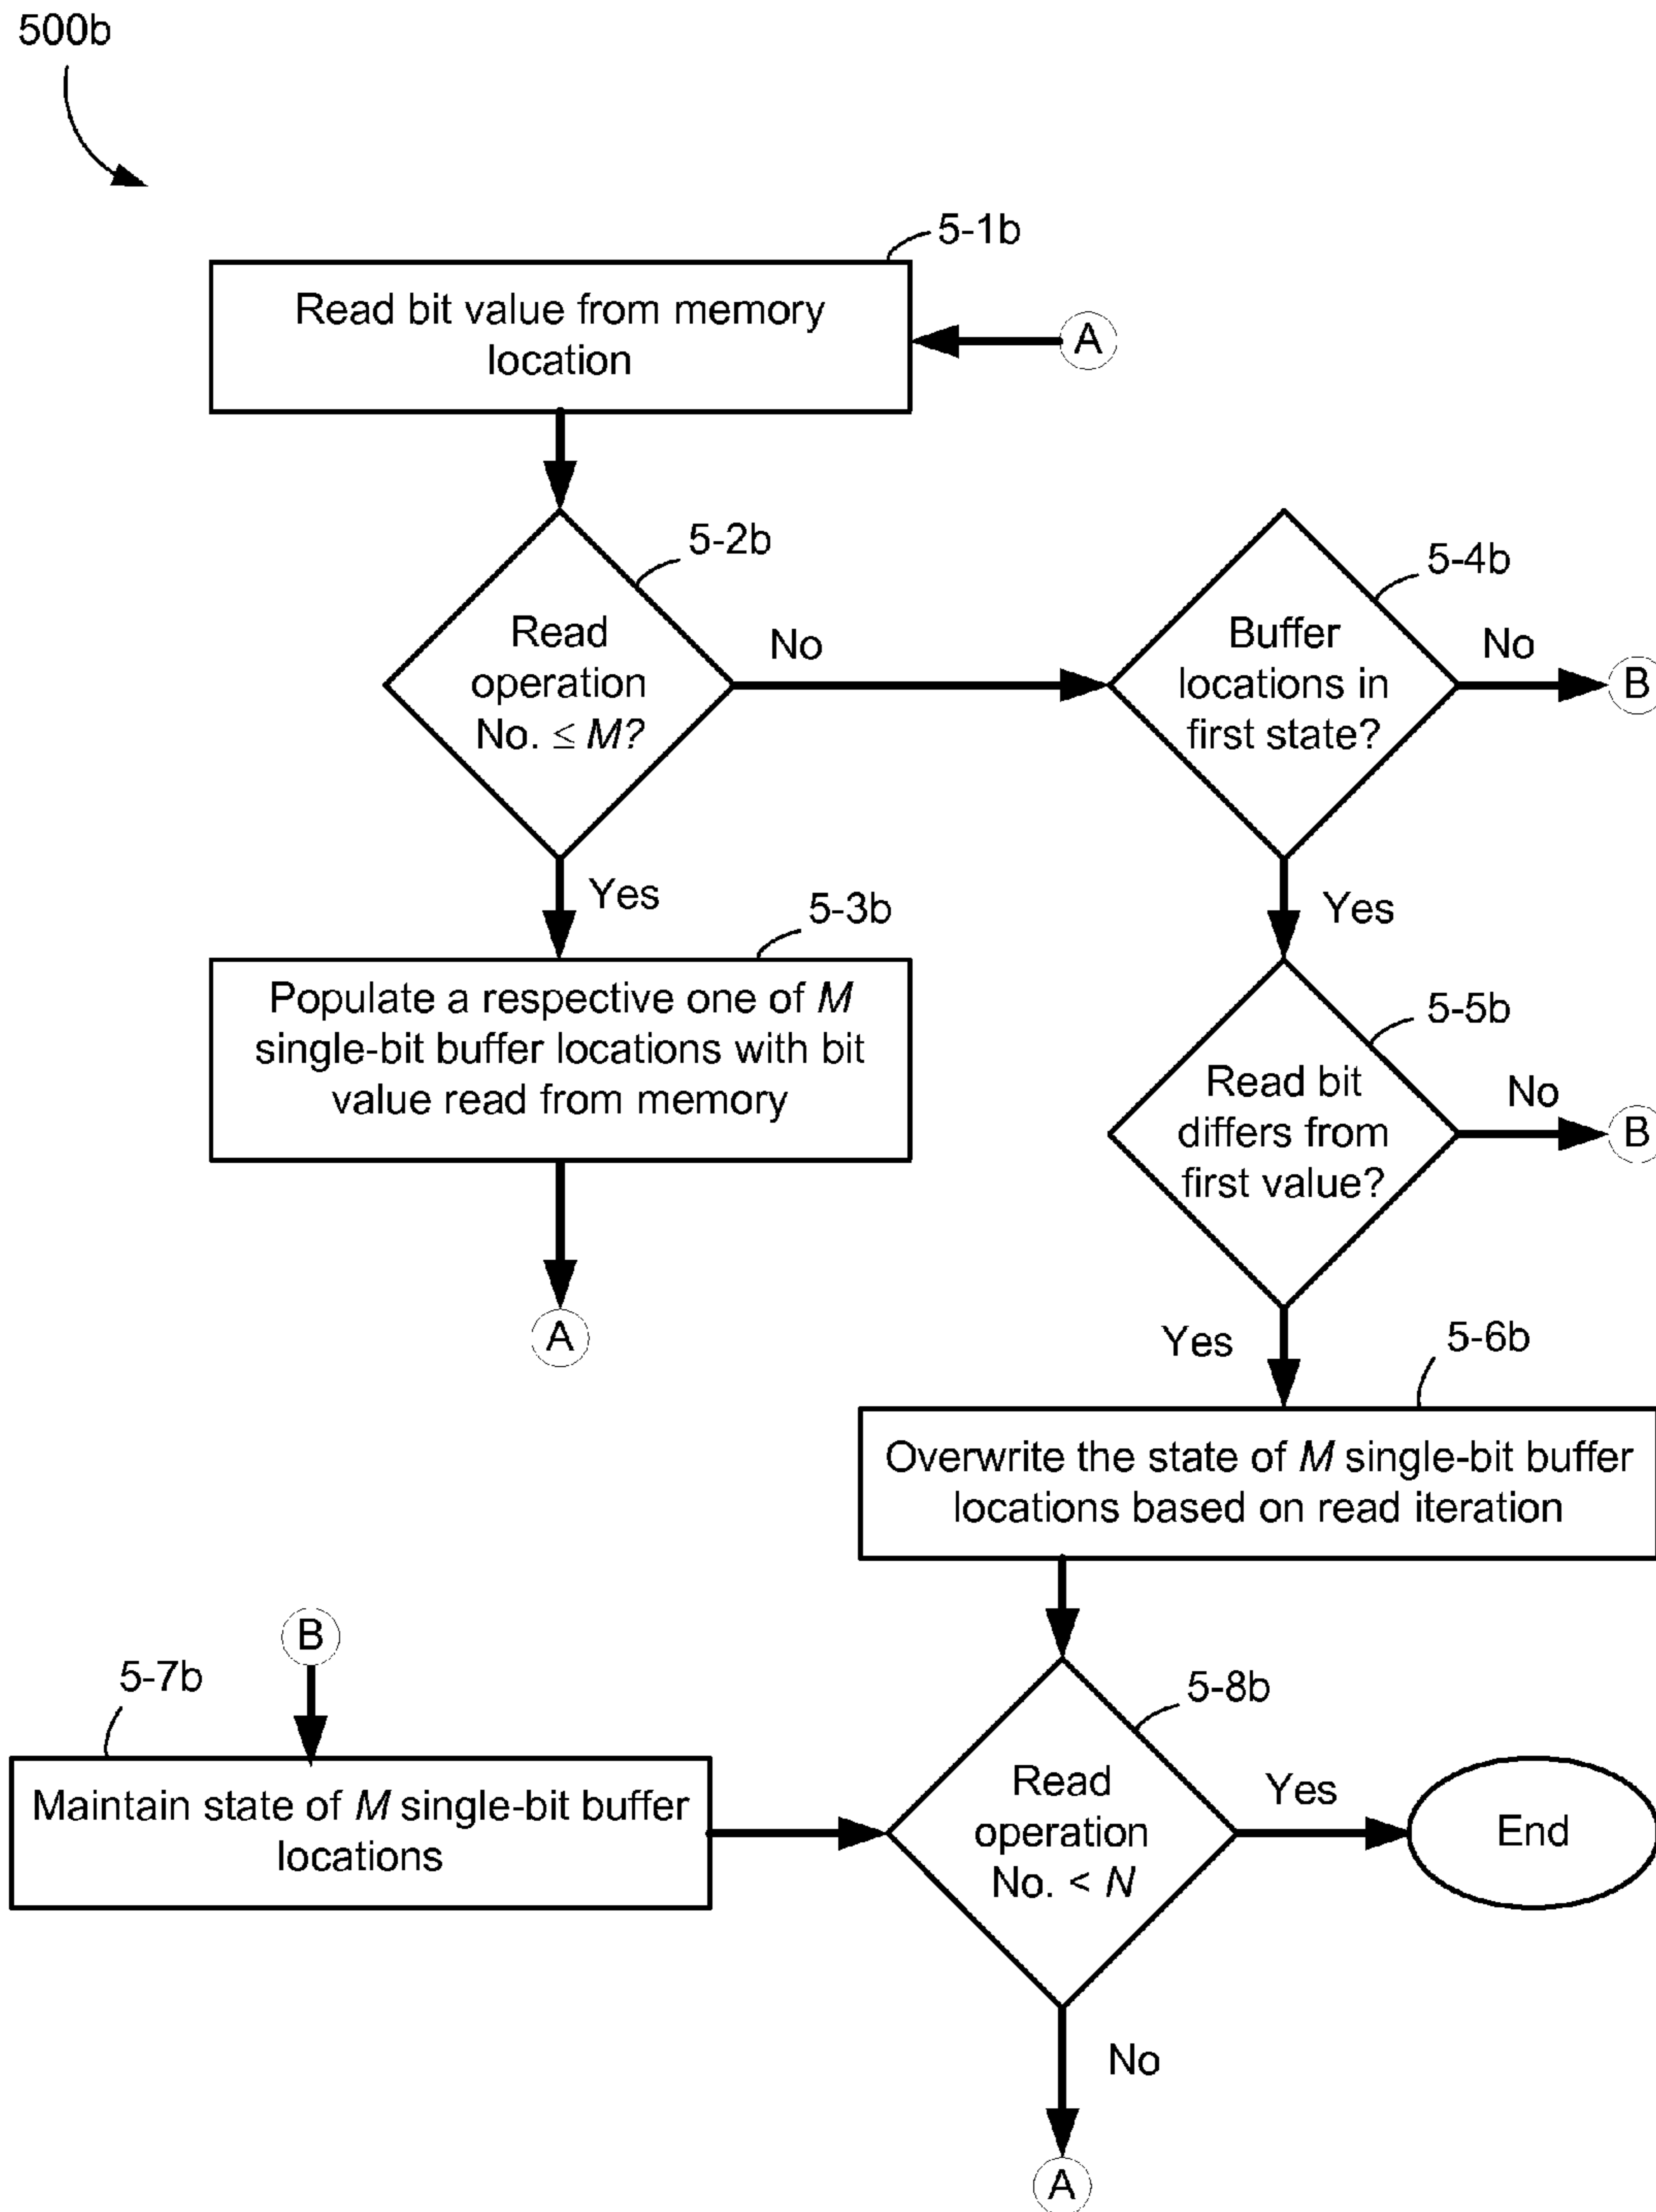 500b
5-1b
Read bit value from memory
location
A
5-2b
Read
operation
No. ≤ M?
No
5-4b
Buffer
locations in
first state?
No
B
Yes
5-3b
Populate a respective one of M
single-bit buffer locations with bit
value read from memory
A
Yes
5-5b
Read bit
differs from
first value?
No
B
Yes
5-6b
Overwrite the state of M single-bit buffer
locations based on read iteration
B
5-7b
Maintain state of M single-bit buffer
locations
5-8b
Read
operation
No. < N
Yes
End
No
A